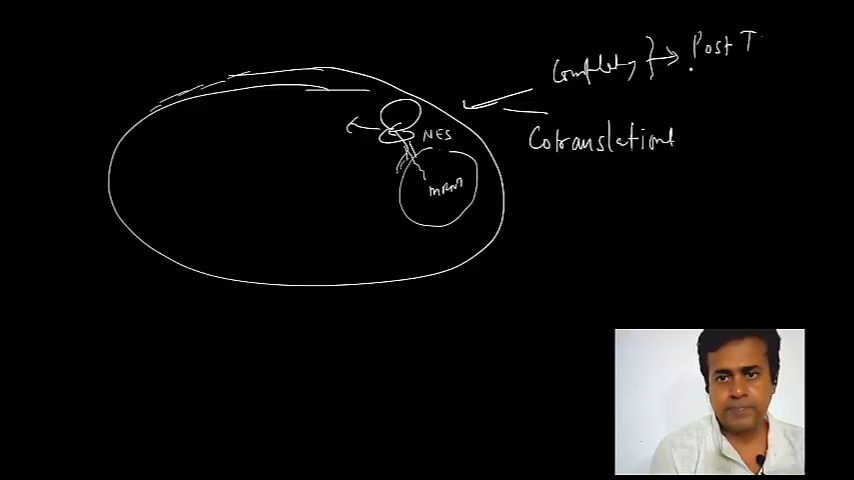 Completely } → Post T
Cotranslational
NES
mRNA